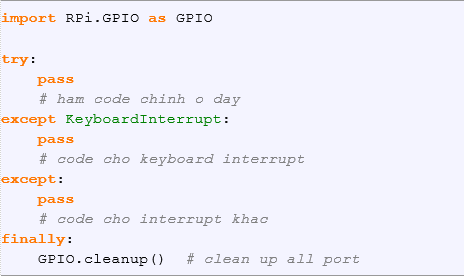 import RPi.GPIO as GPIO

try:
    pass
    # ham code chinh o day
except KeyboardInterrupt:
    pass
    # code cho keyboard interrupt
except:
    pass
    # code cho interrupt khac
finally:
    GPIO.cleanup()  # clean up all port